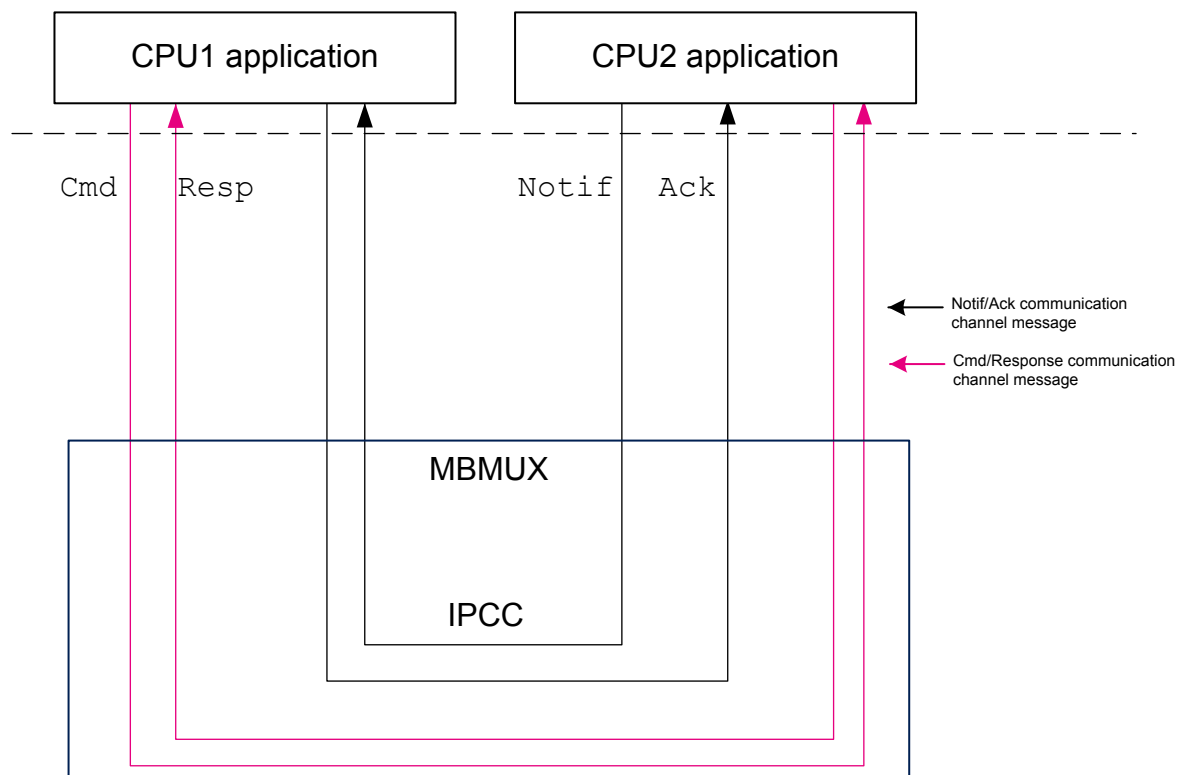 CPU1 application
CPU2 application
Cmd
Resp
Notif
Ack
Notif/Ack communication
channel message
Cmd/Response communication
channel message
MBMUX
IPCC